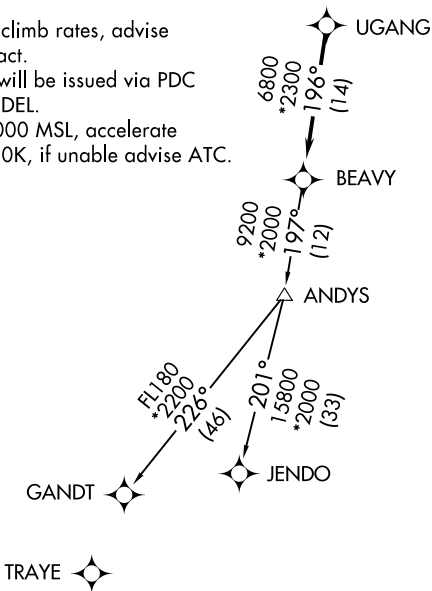 climb rates, advise
act.
will be issued via PDC
DEL.
000 MSL, accelerate
0K, if unable advise ATC.
UGANG
6800
*2300
196°
(14)
BEAVY
9200
*2000
197°
(12)
ANDYS
FL180
*2200
226°
(46)
201°
15800
*2000
(33)
GANDT
JENDO
TRAYE